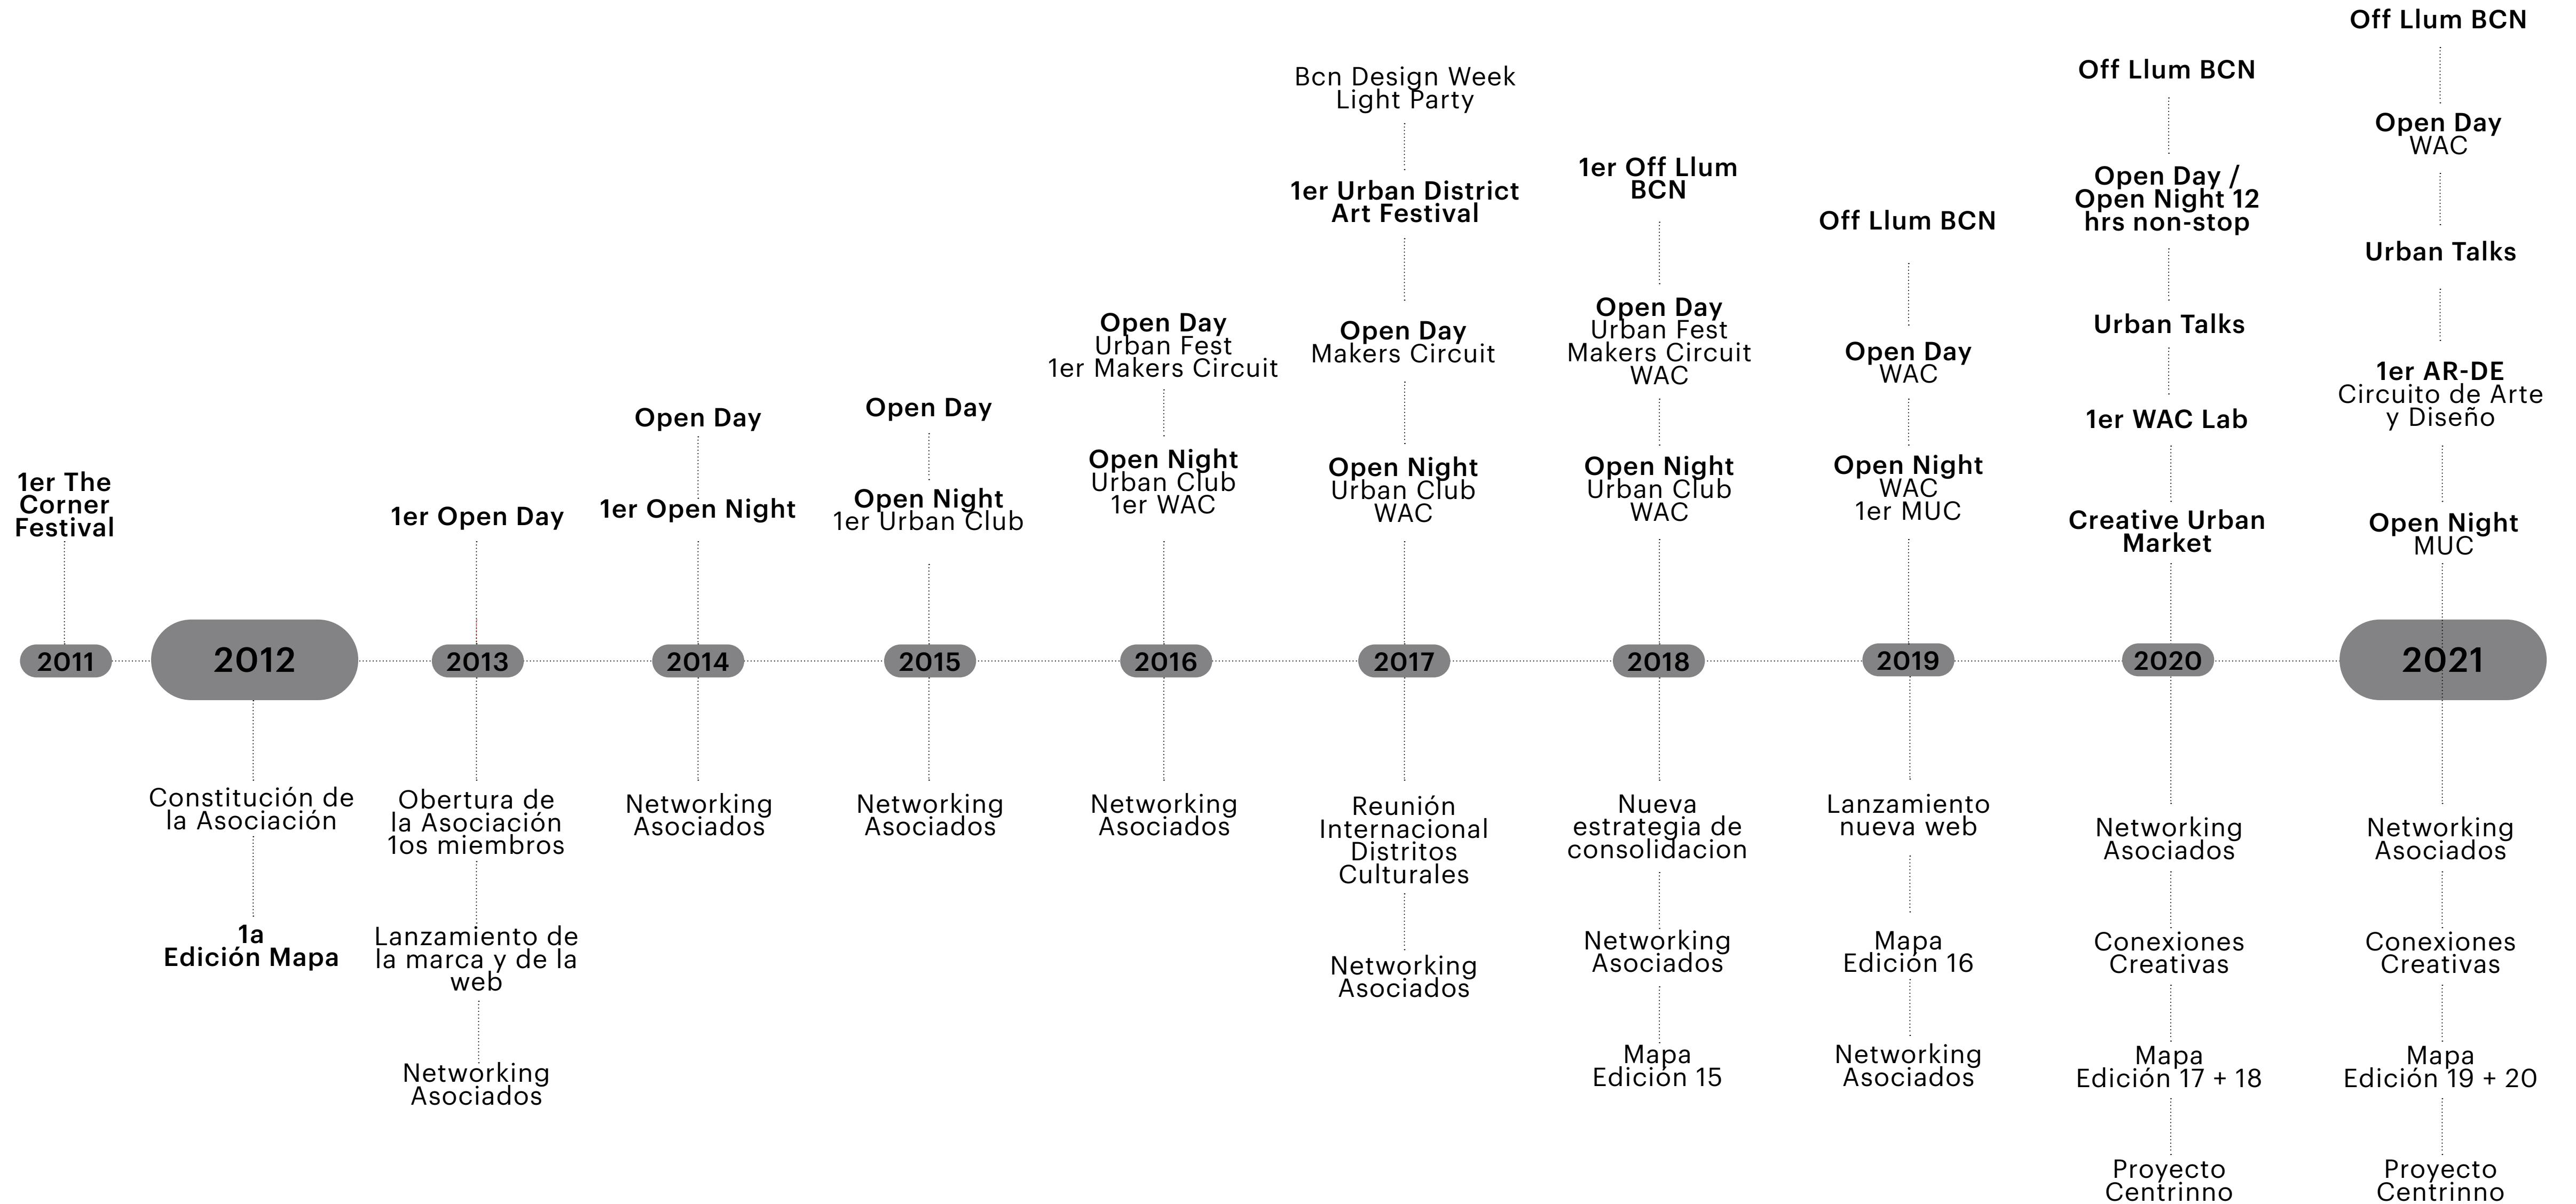 1er The
Corner
Festival
2011
2012
Constitución de
la Asociación
1a
Edición Mapa
1er Open Day
2013
Obertura de
la Asociación
1os miembros
Lanzamiento de
la marca y de la
web
Networking
Asociados
Open Day
1er Open Night
2014
Networking
Asociados
Open Day
Open Night
1er Urban Club
2015
Networking
Asociados
Open Day
Urban Fest
1er Makers Circuit
Open Night
Urban Club
1er WAC
2016
Networking
Asociados
Bcn Design Week
Light Party
1er Urban District
Art Festival
Open Day
Makers Circuit
Open Night
Urban Club
WAC
2017
Reunión
Internacional
Distritos
Culturales
Networking
Asociados
1er Off Llum
BCN
Open Day
Urban Fest
Makers Circuit
WAC
Open Night
Urban Club
WAC
2018
Nueva
estrategia de
consolidacion
Networking
Asociados
Mapa
Edición 15
Off Llum BCN
Open Day
WAC
Open Night
WAC
1er MUC
2019
Lanzamiento
nueva web
Mapa
Edición 16
Networking
Asociados
Off Llum BCN
Open Day /
Open Night 12
hrs non-stop
Urban Talks
1er WAC Lab
Creative Urban
Market
2020
Networking
Asociados
Conexiones
Creativas
Mapa
Edición 17 + 18
Proyecto
Centrinno
Off Llum BCN
Open Day
WAC
Urban Talks
1er AR-DE
Circuito de Arte
y Diseño
Open Night
MUC
2021
Networking
Asociados
Conexiones
Creativas
Mapa
Edición 19 + 20
Proyecto
Centrinno